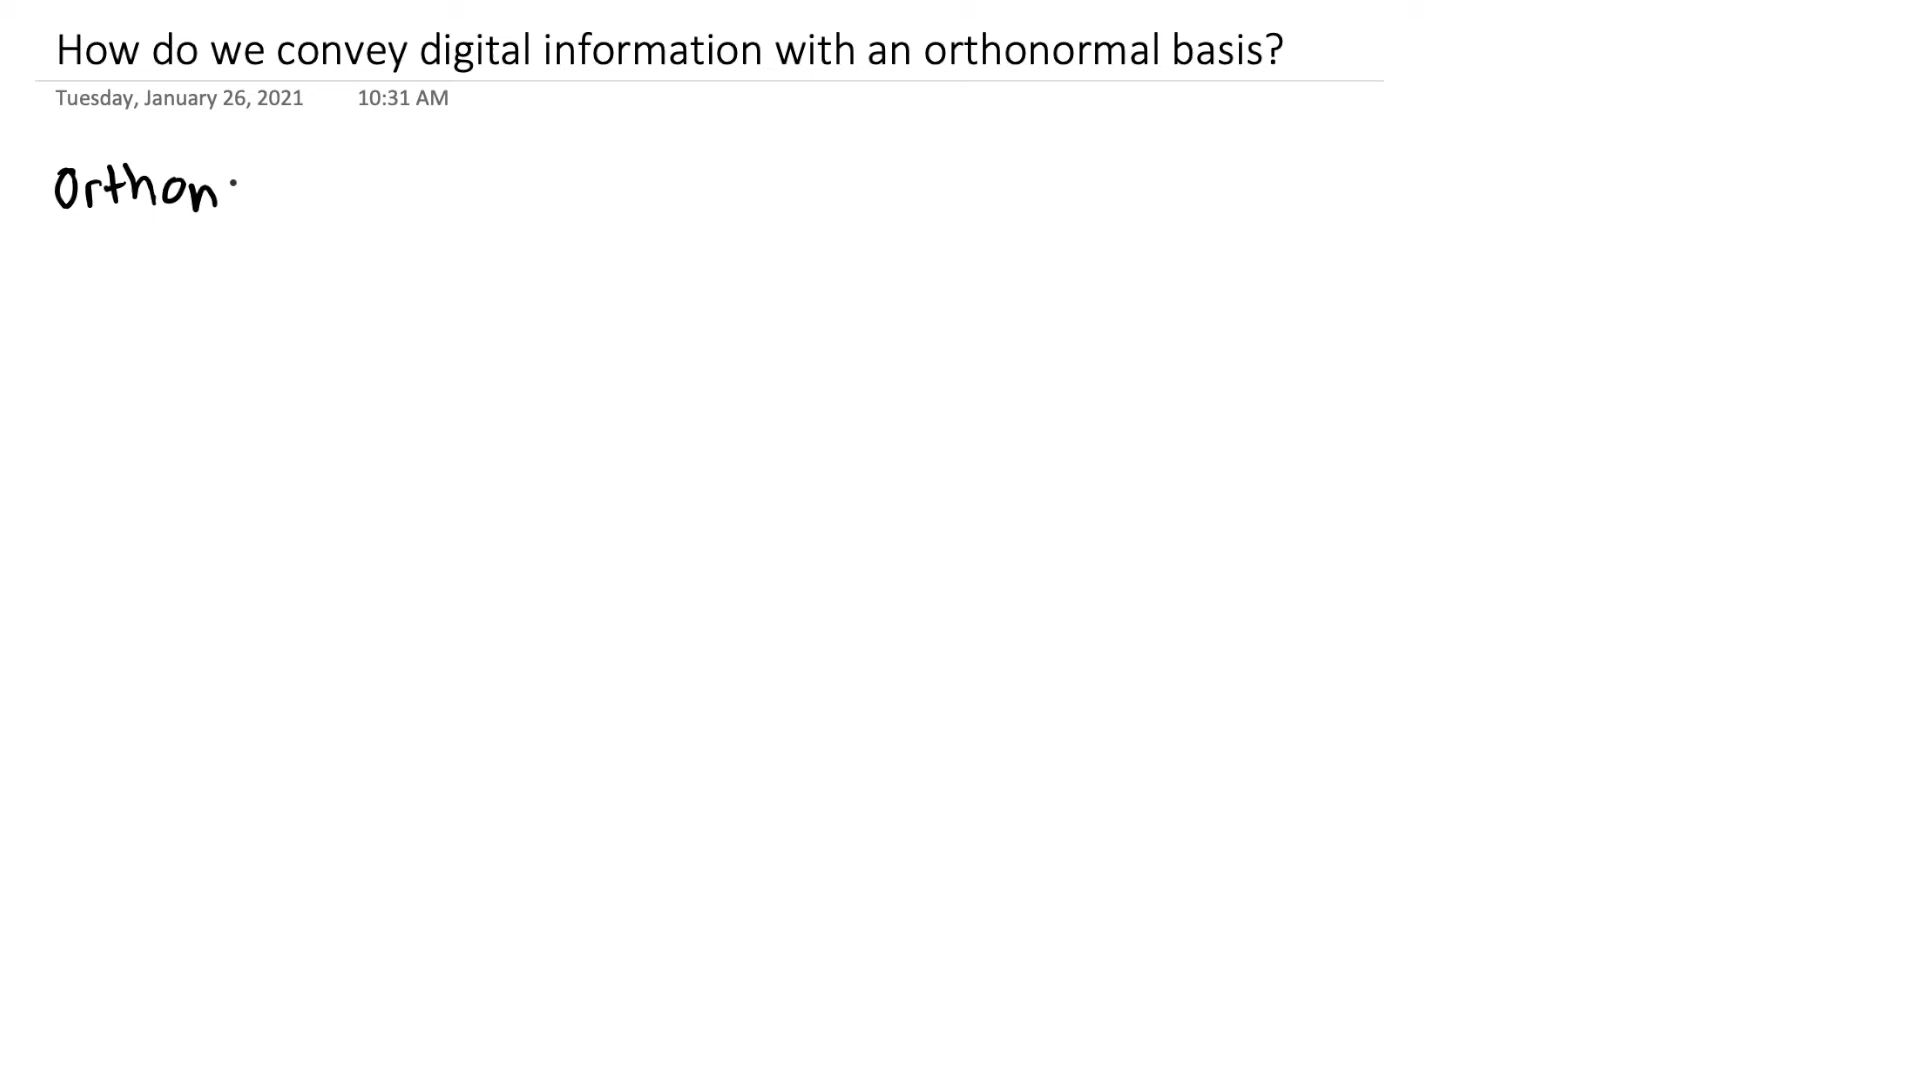 How do we convey digital information with an orthonormal basis?
Tuesday, January 26, 2021 10:31 AM
Orthon